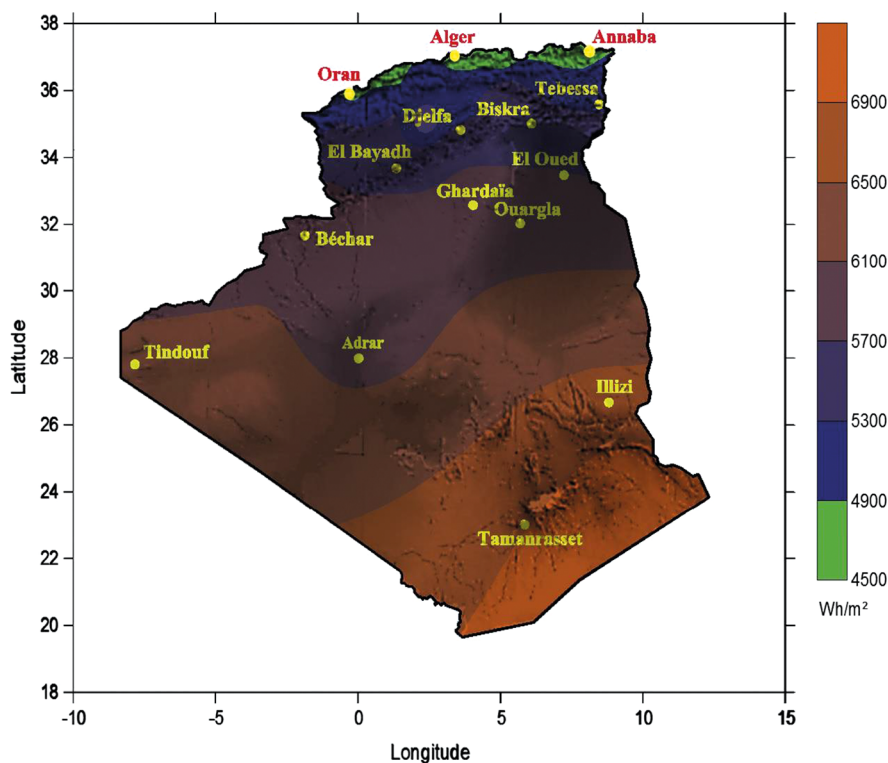 38
36
34
32
30
28
26
24
22
20
18
Latitude
-10
-5
0
5
10
15
Longitude
Alger
Annaba
Oran
Tebessa
Biskra
Djelfa
El Bayadh
El Oued
Ghardaïa
Ouargla
Béchar
Adrar
Tindouf
Illizi
Tamanrasset
6900
6500
6100
5700
5300
4900
4500
Wh/m²